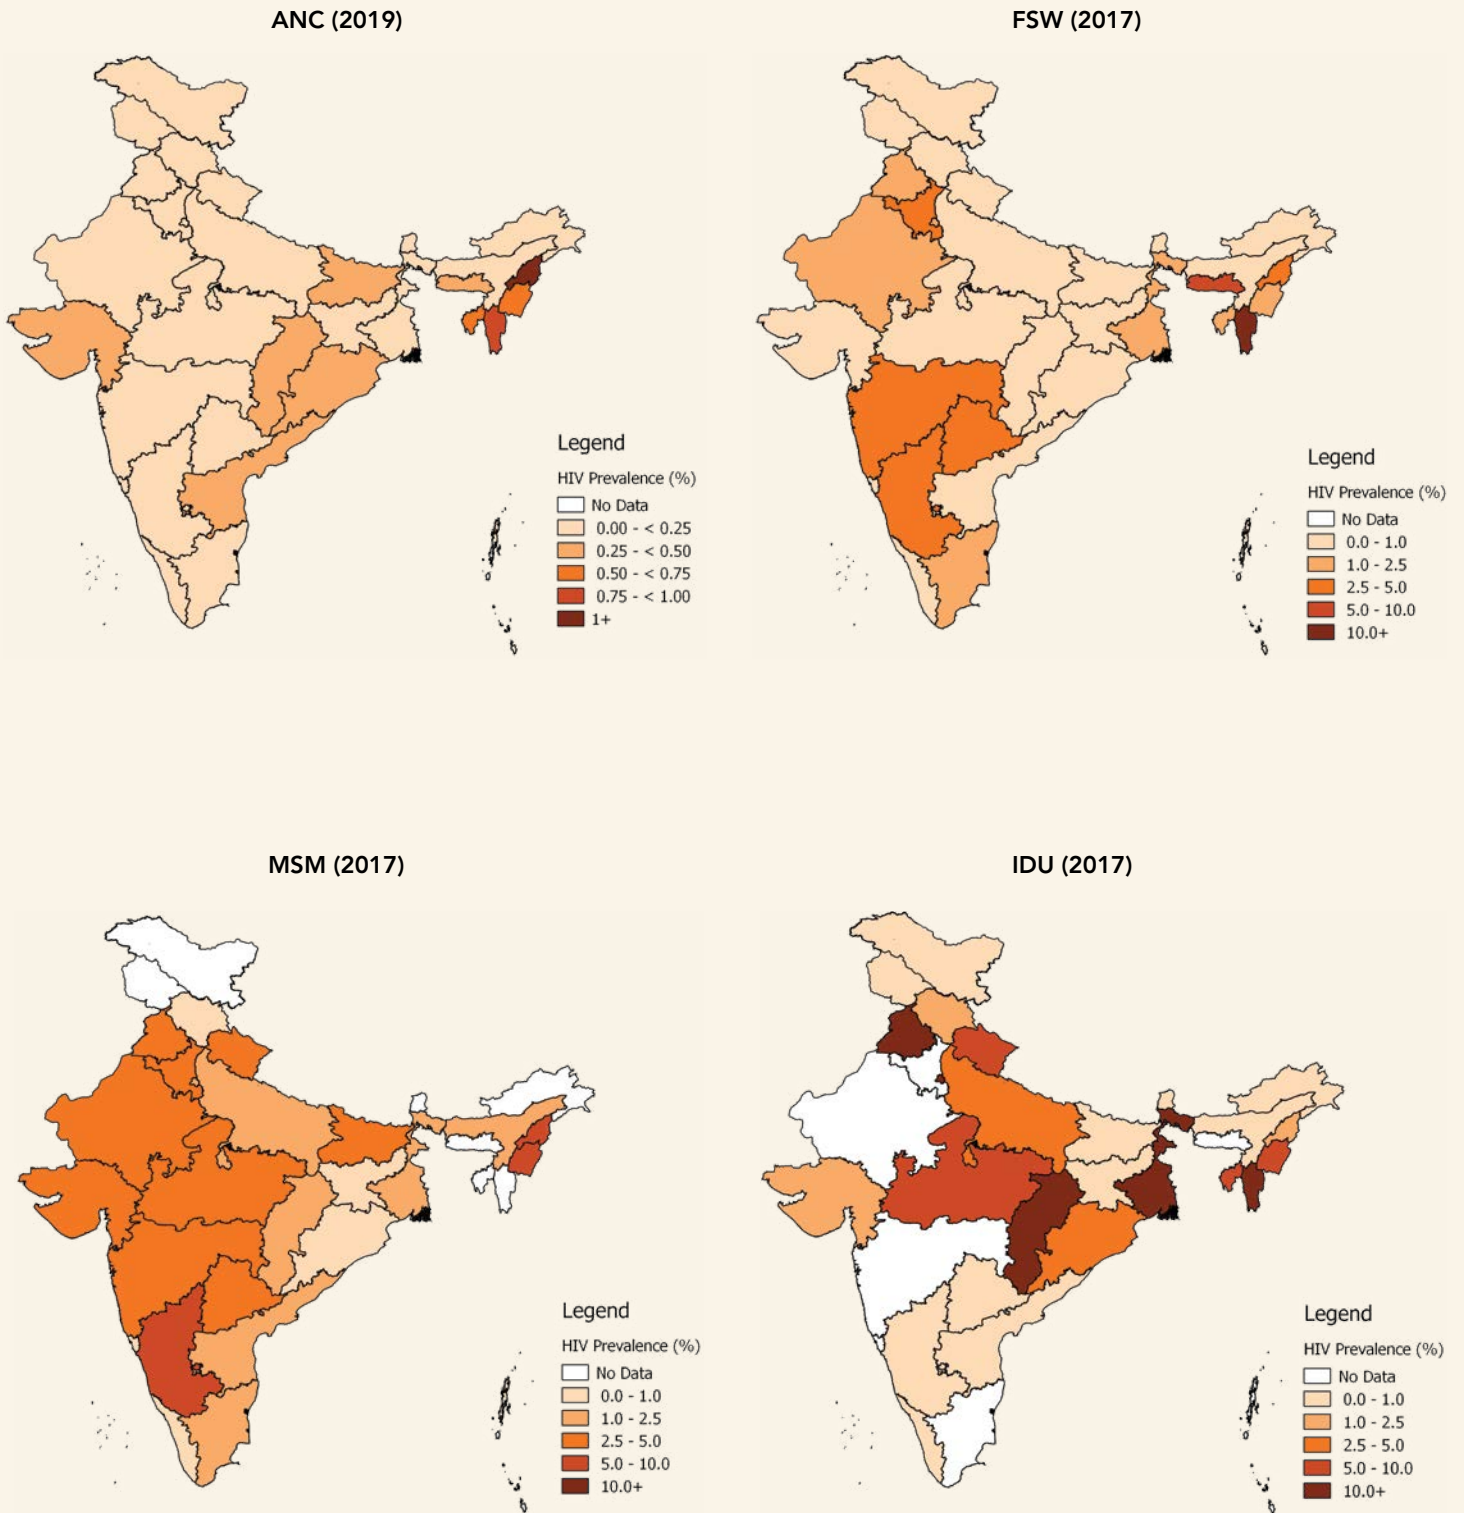 ANC (2019)
FSW (2017)
Legend
HIV Prevalence (%)
No Data
0.00 - < 0.25
0.25 - < 0.50
0.50 - < 0.75
0.75 - < 1.00
1+
Legend
HIV Prevalence (%)
No Data
0.0 - 1.0
1.0 - 2.5
2.5 - 5.0
5.0 - 10.0
10.0+
MSM (2017)
IDU (2017)
Legend
HIV Prevalence (%)
No Data
0.0 - 1.0
1.0 - 2.5
2.5 - 5.0
5.0 - 10.0
10.0+
Legend
HIV Prevalence (%)
No Data
0.0 - 1.0
1.0 - 2.5
2.5 - 5.0
5.0 - 10.0
10.0+